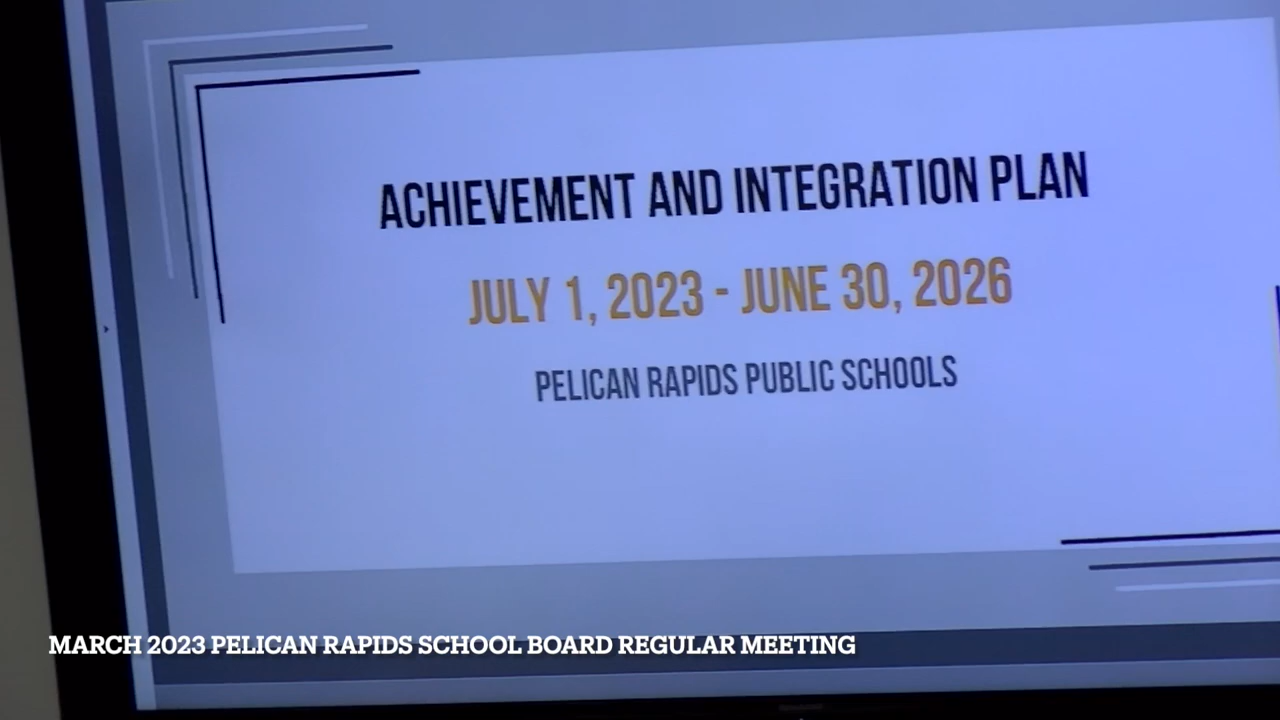 ACHIEVEMENT AND INTEGRATION PLAN
JULY 1, 2023 - JUNE 30, 2026
PELICAN RAPIDS PUBLIC SCHOOLS
MARCH 2023 PELICAN RAPIDS SCHOOL BOARD REGULAR MEETING